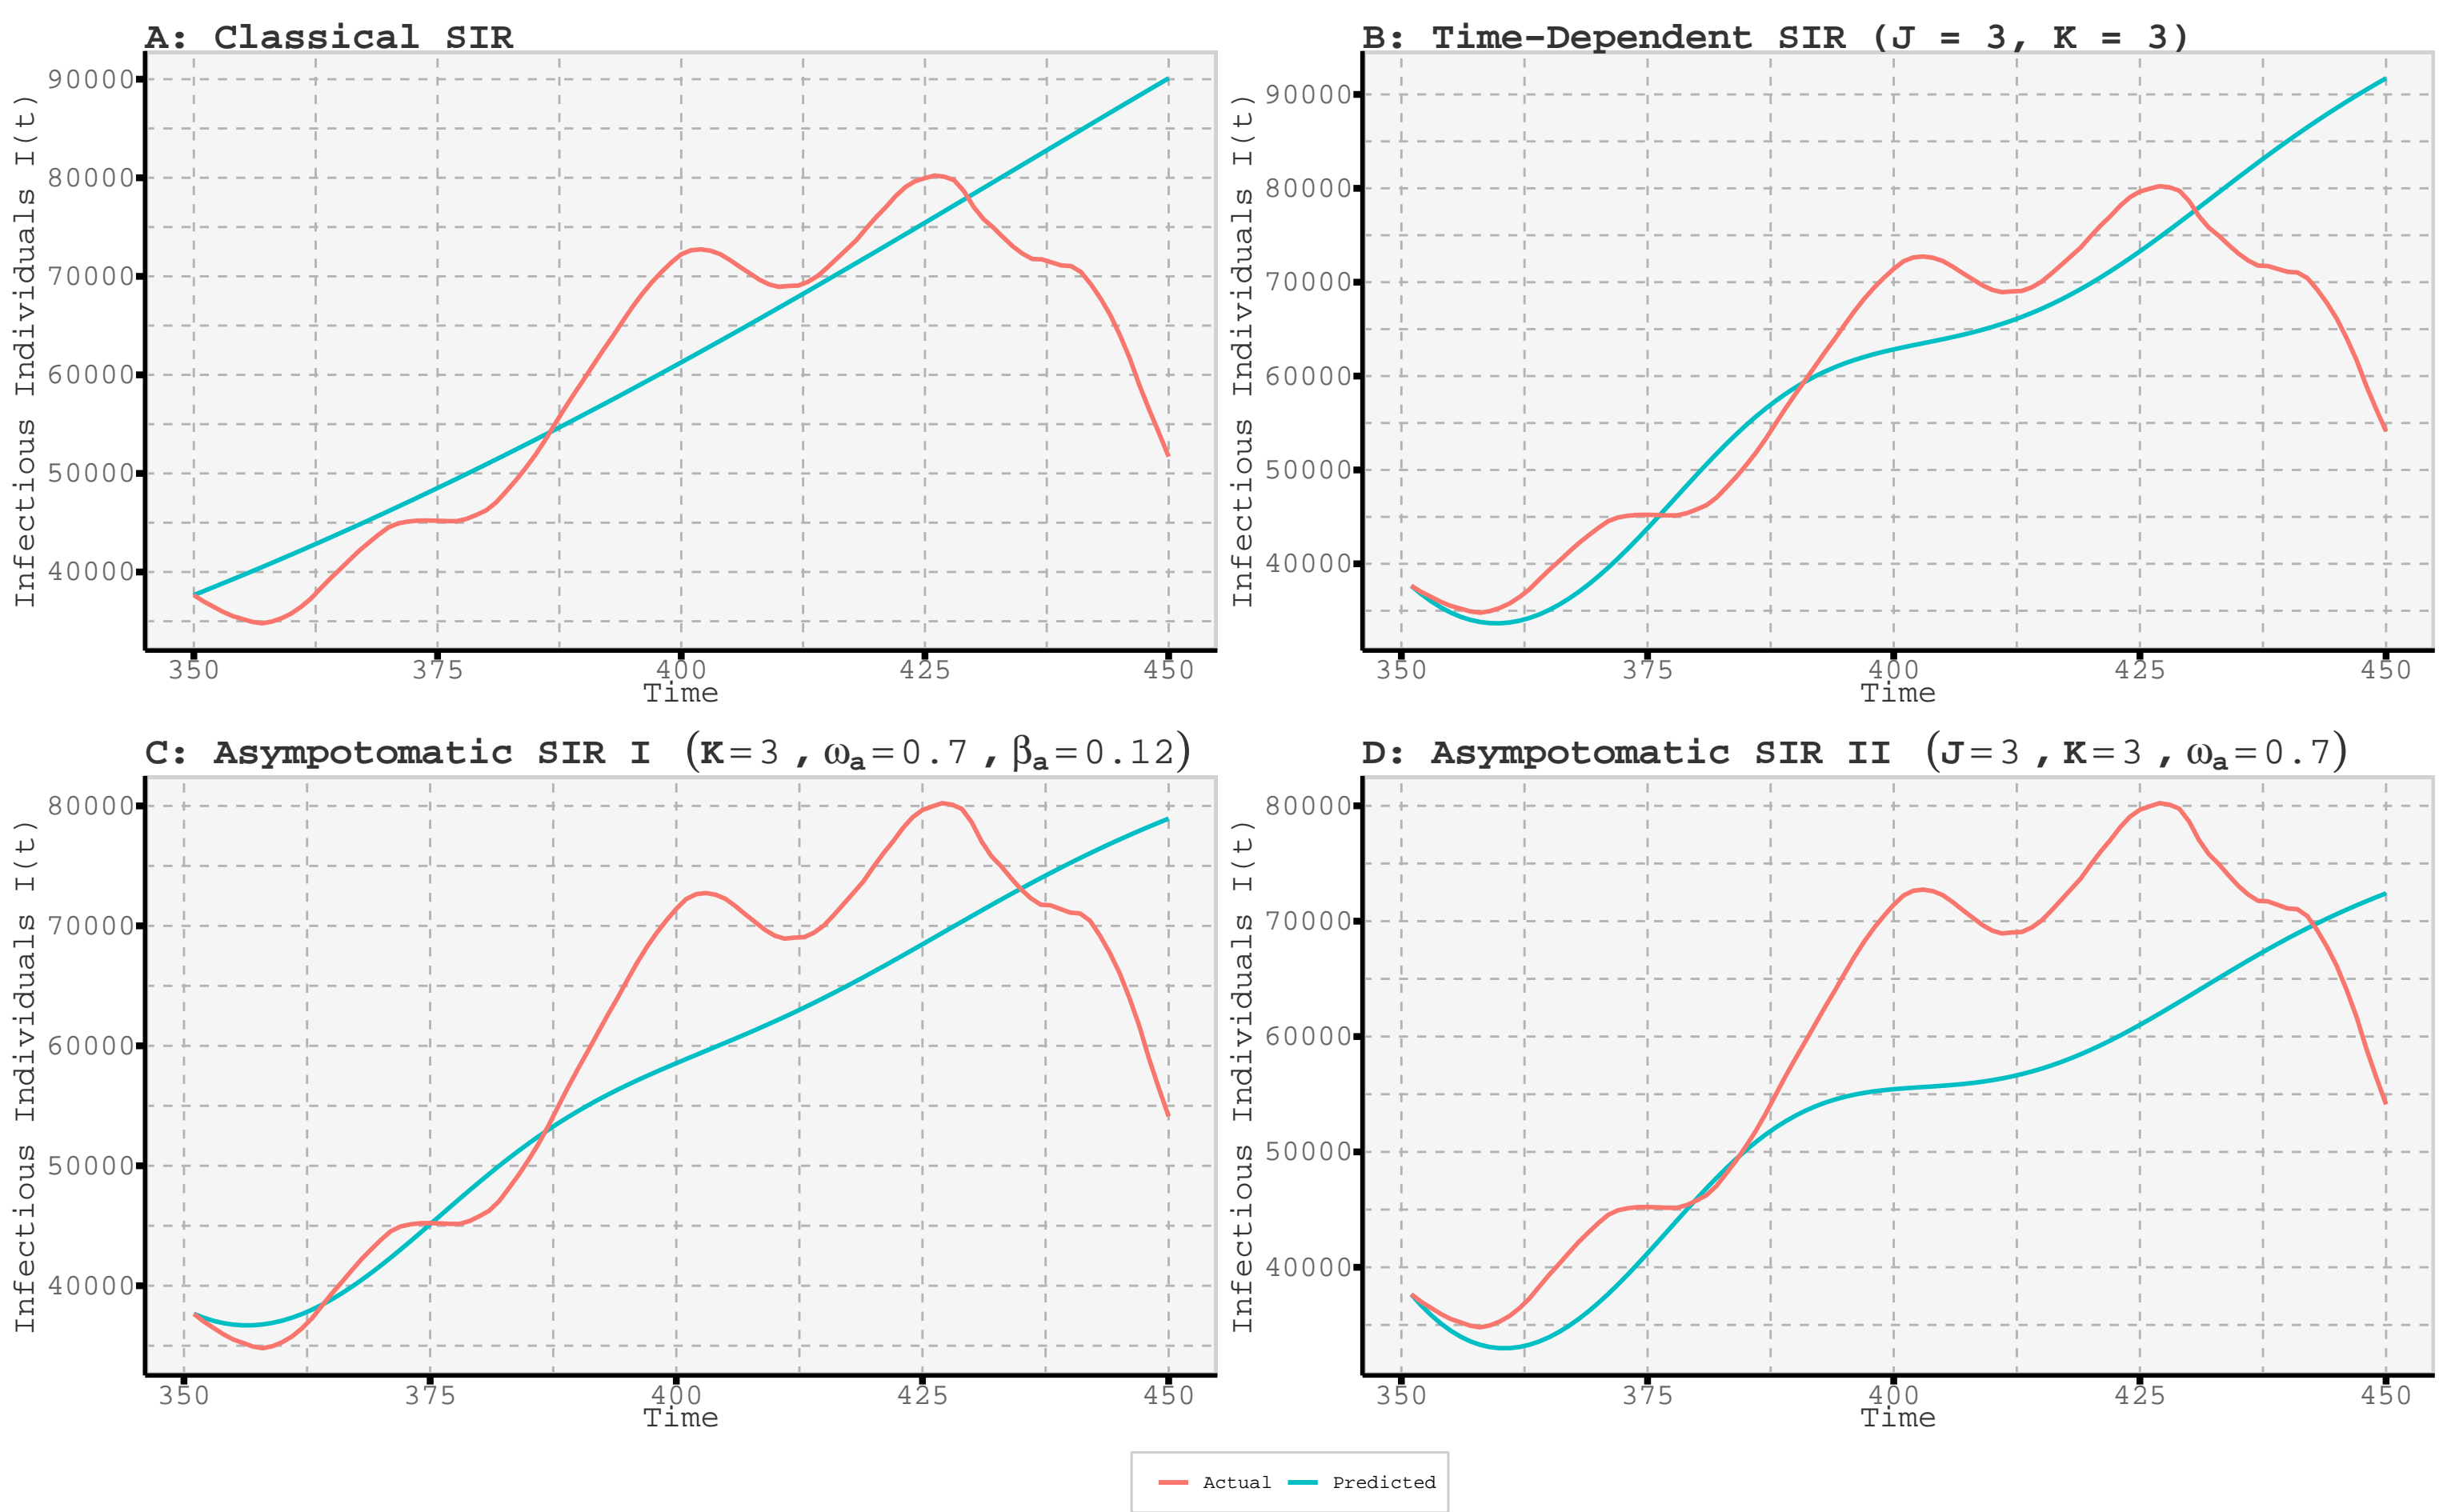 A: Classical SIR
Infectious Individuals I(t)
90000
80000
70000
60000
50000
40000
350 375 400 425 450
Time
B: Time-Dependent SIR (J = 3, K = 3)
Infectious Individuals I(t)
90000
80000
70000
60000
50000
40000
350 375 400 425 450
Time
C: Asympotomatic SIR I (K=3 , ωa=0.7 , βa=0.12)
Infectious Individuals I(t)
80000
70000
60000
50000
40000
350 375 400 425 450
Time
D: Asympotomatic SIR II (J=3 , K=3 , ωa=0.7)
Infectious Individuals I(t)
80000
70000
60000
50000
40000
350 375 400 425 450
Time
Actual Predicted